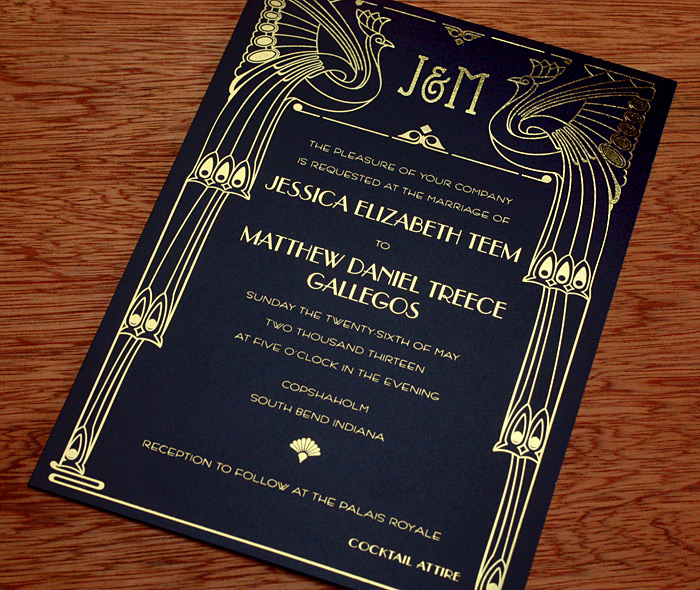 J&M
THE PLEASURE OF YOUR COMPANY
IS REQUESTED AT THE MARRIAGE OF
JESSICA ELIZABETH TEEM
TO
MATTHEW DANIEL TREECE
GALLEGOS
SUNDAY THE TWENTY-SIXTH OF MAY
TWO THOUSAND THIRTEEN
AT FIVE O'CLOCK IN THE EVENING
COPSHAHOLM
SOUTH BEND INDIANA
RECEPTION TO FOLLOW AT THE PALAIS ROYALE
COCKTAIL ATTIRE